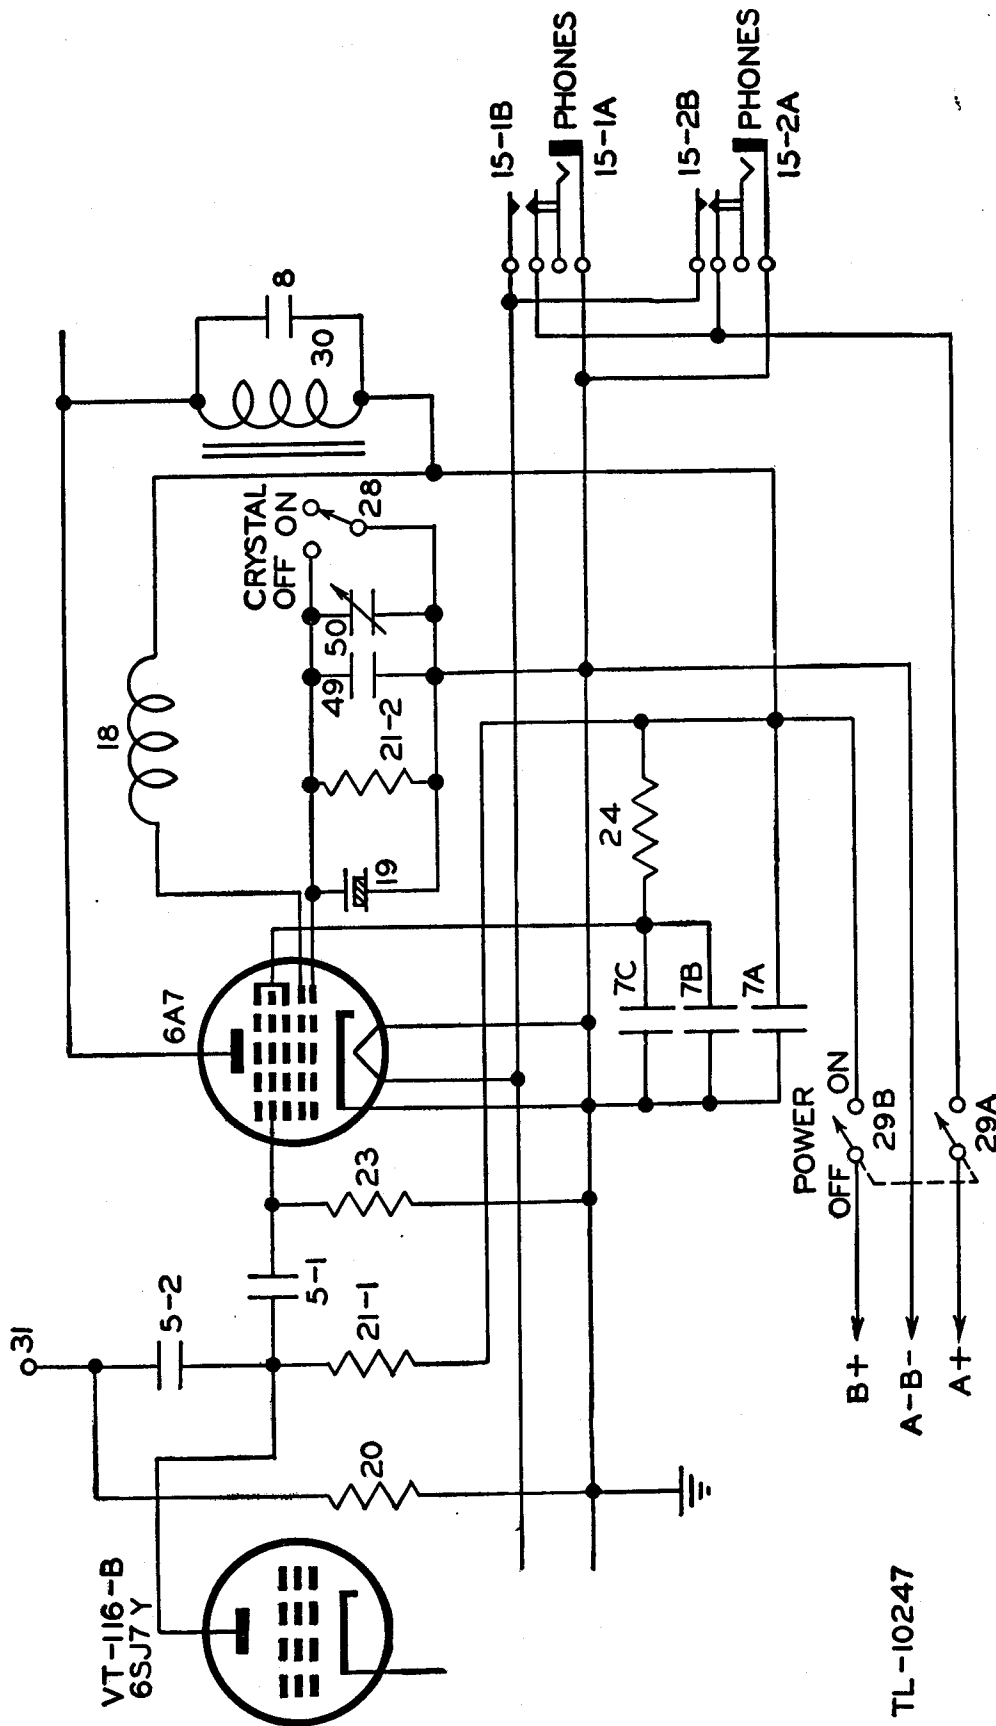 VT-116-B
6SJ7 Y
31
5-2
5-1
20
21-1
23
6A7
18
CRYSTAL
OFF ON
28
8
30
49
50
21-2
19
24
7C
7B
7A
15-1B
PHONES
15-1A
15-2B
PHONES
15-2A
POWER
OFF ON
29B
29A
B+
A-B-
A+
TL-10247